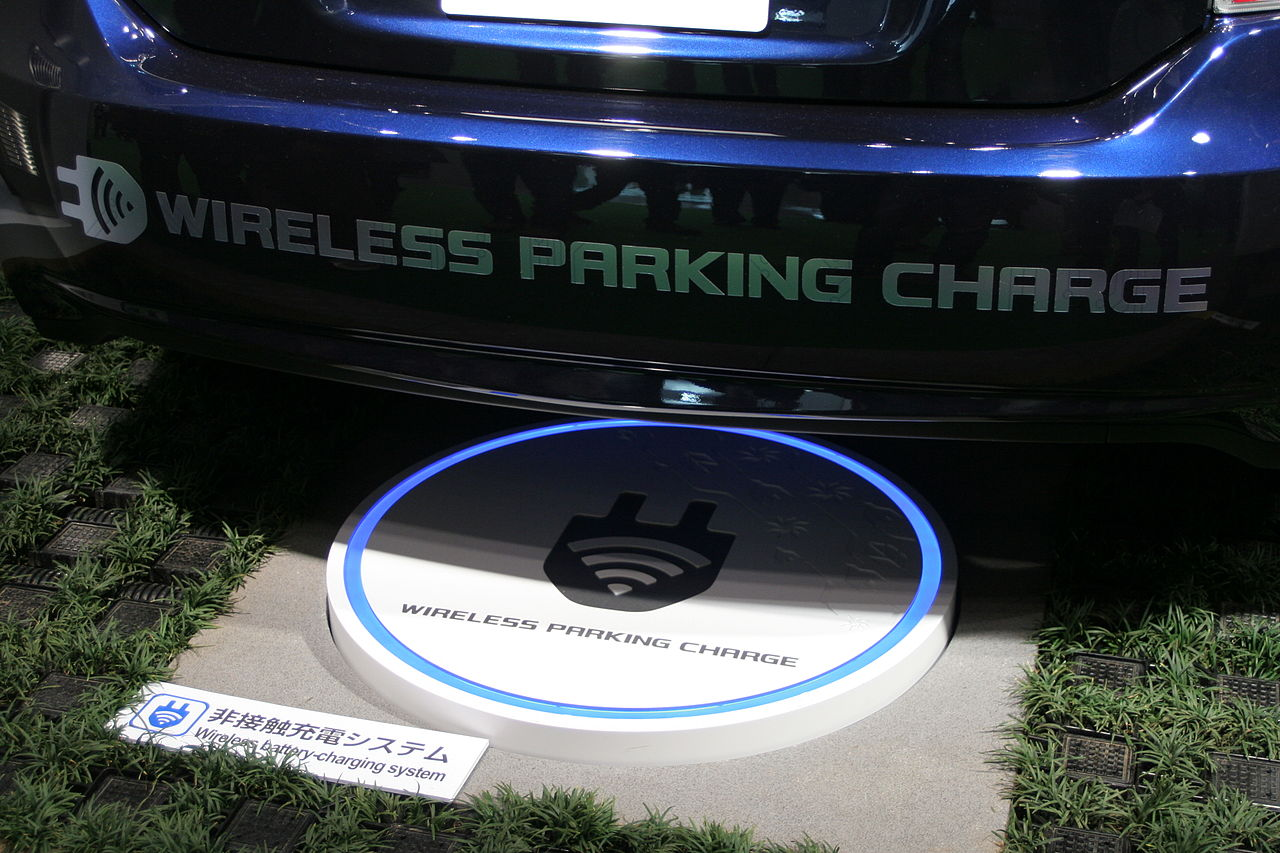 WIRELESS PARKING CHARGE
WIRELESS PARKING CHARGE
非接触充電システム
Wireless battery-charging system